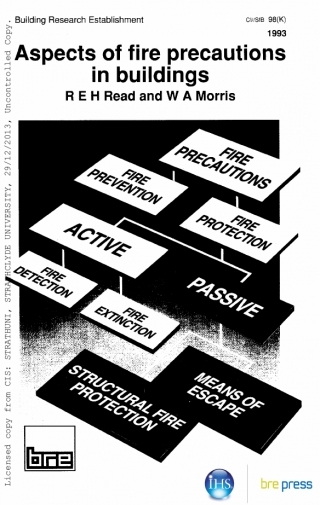 Building Research Establishment
CI/SfB 98(K)
1993
Aspects of fire precautions
in buildings
R E H Read and W A Morris
FIRE
PRECAUTIONS
FIRE
PREVENTION
FIRE
PROTECTION
ACTIVE
PASSIVE
FIRE
DETECTION
FIRE
EXTINCTION
STRUCTURAL FIRE
PROTECTION
MEANS OF
ESCAPE
bre
IHS
bre press
Licensed copy from CIS: STRATHUNI, STRATHCLYDE UNIVERSITY, 29/12/2013, Uncontrolled Copy.